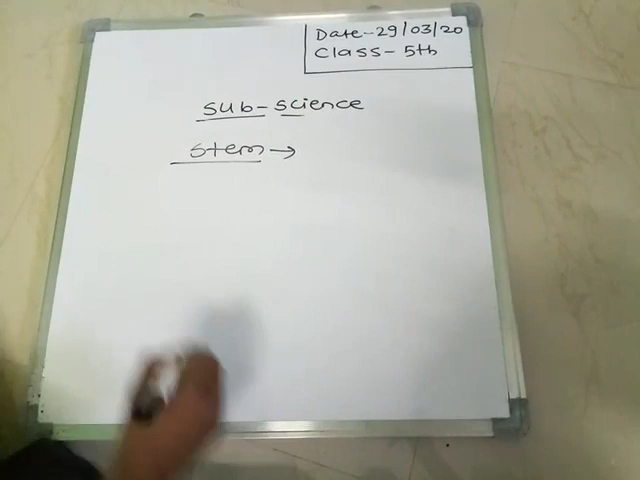 Date-29/03/20
Class- 5th
Sub-science
Stem→